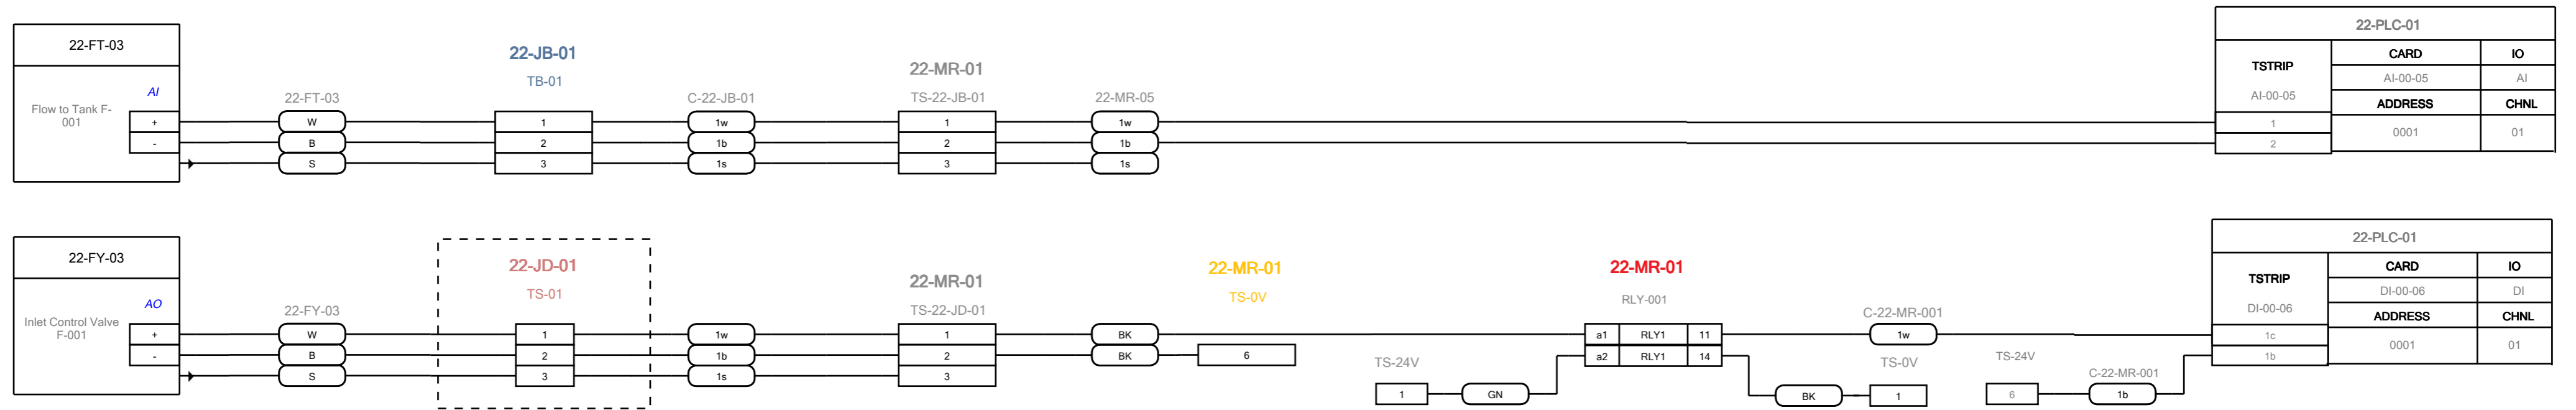 22-FT-03
Flow to Tank F-
001
AI
+
-
22-FT-03
W
B
S
22-JB-01
TB-01
1
2
3
C-22-JB-01
1w
1b
1s
22-MR-01
TS-22-JB-01
1
2
3
22-MR-05
1w
1b
1s
22-PLC-01
TSTRIP
CARD
IO
AI-00-05
AI-00-05
AI
ADDRESS
CHNL
1
2
0001
01
22-FY-03
Inlet Control Valve
F-001
AO
+
-
22-FY-03
W
B
S
22-JD-01
TS-01
1
2
3
1w
1b
1s
22-MR-01
TS-22-JD-01
1
2
3
BK
BK
22-MR-01
TS-0V
6
TS-24V
1
GN
22-MR-01
RLY-001
a1 RLY1 11
a2 RLY1 14
BK
C-22-MR-001
1w
TS-0V
1
TS-24V
6
C-22-MR-001
1b
22-PLC-01
TSTRIP
CARD
IO
DI-00-06
DI-00-06
DI
ADDRESS
CHNL
1c
1b
0001
01